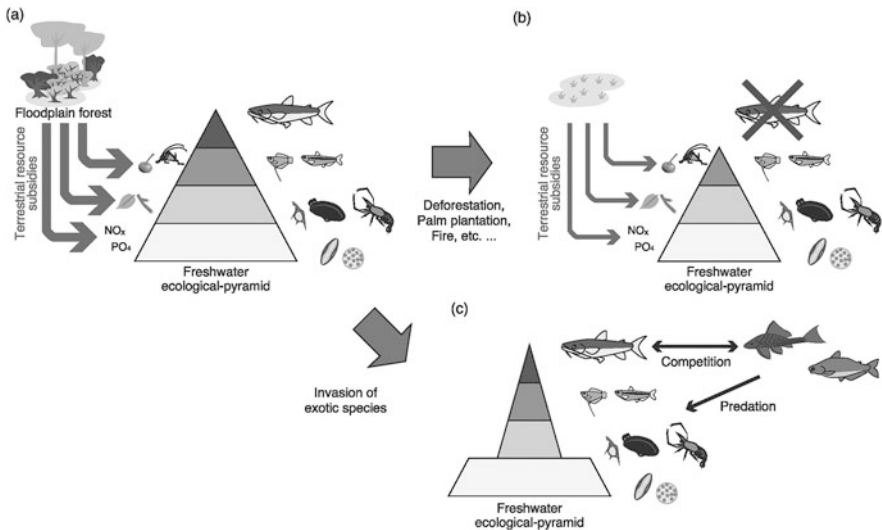 (a)
Floodplain forest
Terrestrial resource
subsidies
NOx
PO4
Freshwater
ecological-pyramid
Deforestation,
Palm plantation,
Fire, etc. ...
(b)
Terrestrial resource
subsidies
NOx
PO4
Freshwater
ecological-pyramid
Invasion of
exotic species
(c)
Competition
Predation
Freshwater
ecological-pyramid